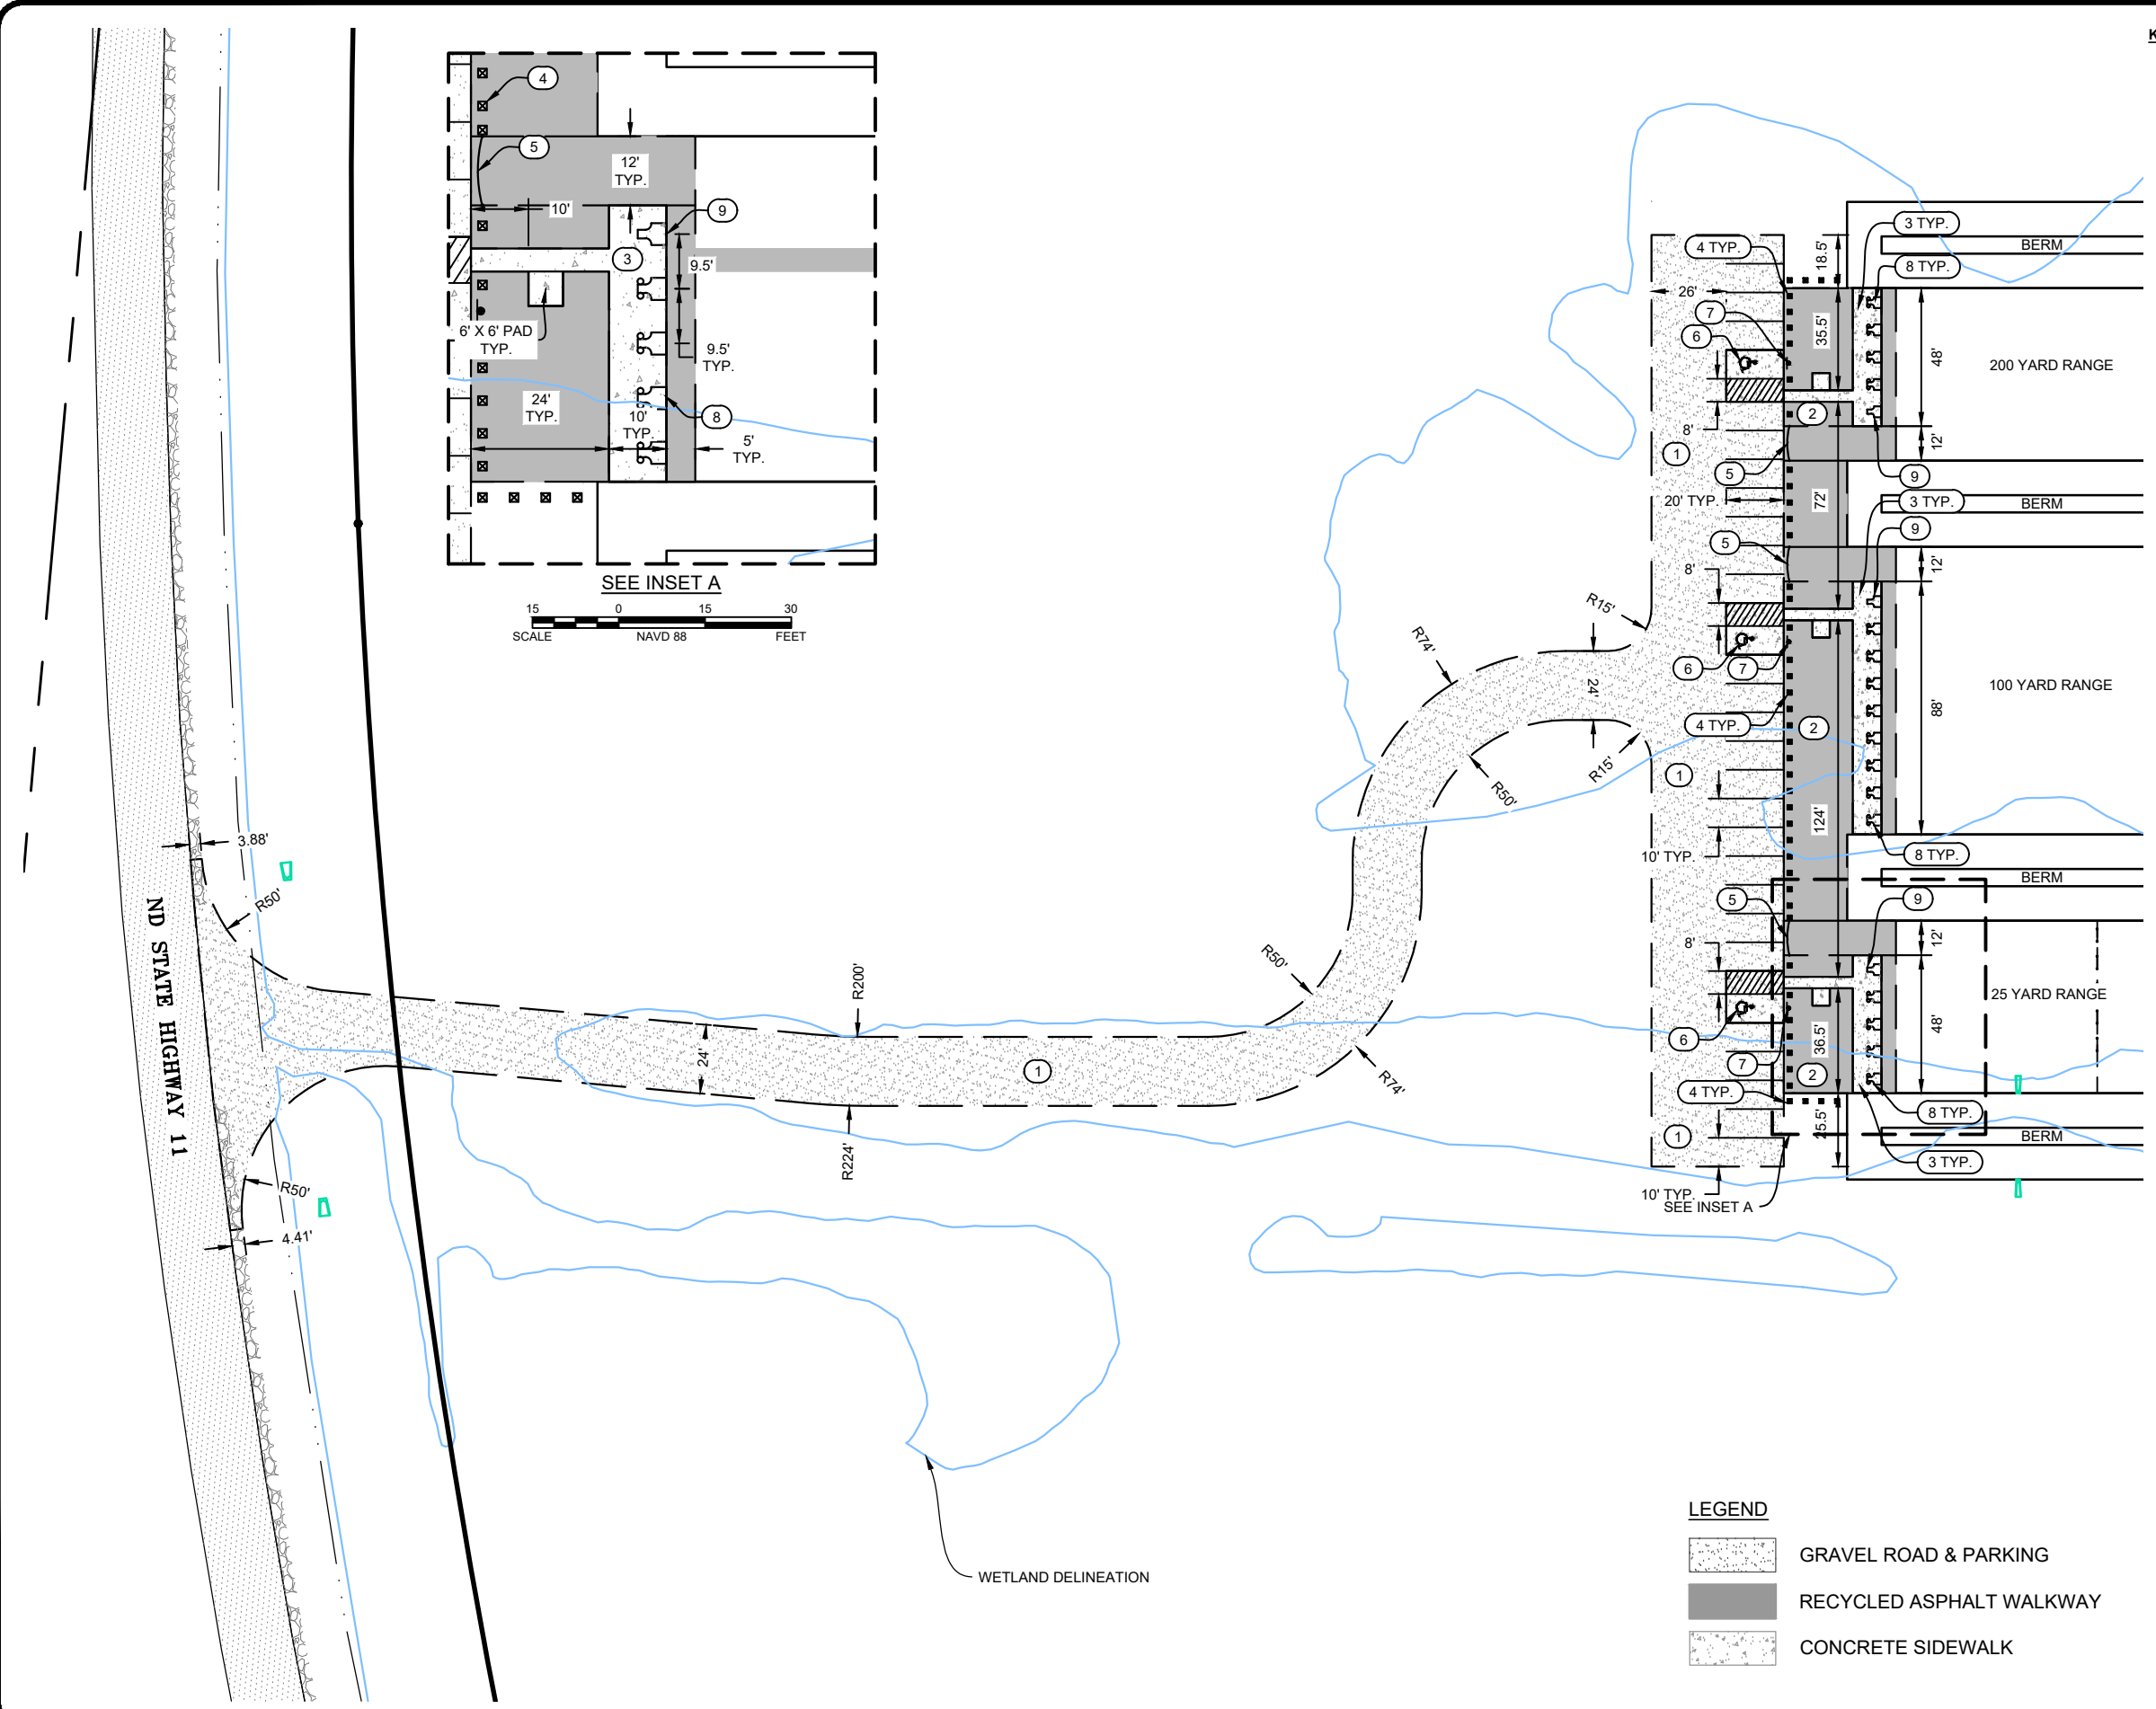 K
4
5
12'
TYP.
10'
9
3
9.5'
6' X 6' PAD
TYP.
9.5'
TYP.
24'
TYP.
10'
TYP.
8
5'
TYP.
SEE INSET A
15 0 15 30
SCALE NAVD 88 FEET
3 TYP.
4 TYP.
18.5'
BERM
8 TYP.
26'
7
6
35.5'
48'
200 YARD RANGE
2
8'
1
12'
5
9
20' TYP.
72'
3 TYP.
BERM
9
5
12'
8'
R15'
R74'
6
7
24'
100 YARD RANGE
88'
4 TYP.
2
R15'
1
R50'
124'
10' TYP.
8 TYP.
BERM
3.88'
R50'
5
9
12'
8'
R50'
R200'
25 YARD RANGE
48'
36.5'
6
24'
7
1
R74'
2
4 TYP.
8 TYP.
25.5'
1
BERM
R224'
3 TYP.
10' TYP.
SEE INSET A
R50'
4.41'
ND STATE HIGHWAY 11
WETLAND DELINEATION
LEGEND
GRAVEL ROAD & PARKING
RECYCLED ASPHALT WALKWAY
CONCRETE SIDEWALK